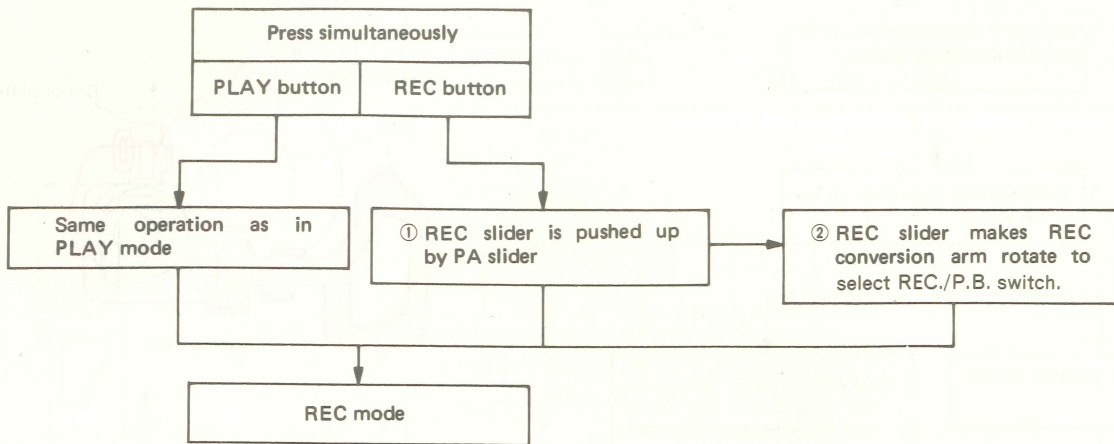 Press simultaneously
PLAY button
REC button
Same operation as in
PLAY mode
① REC slider is pushed up
by PA slider
② REC slider makes REC
conversion arm rotate to
select REC./P.B. switch.
REC mode